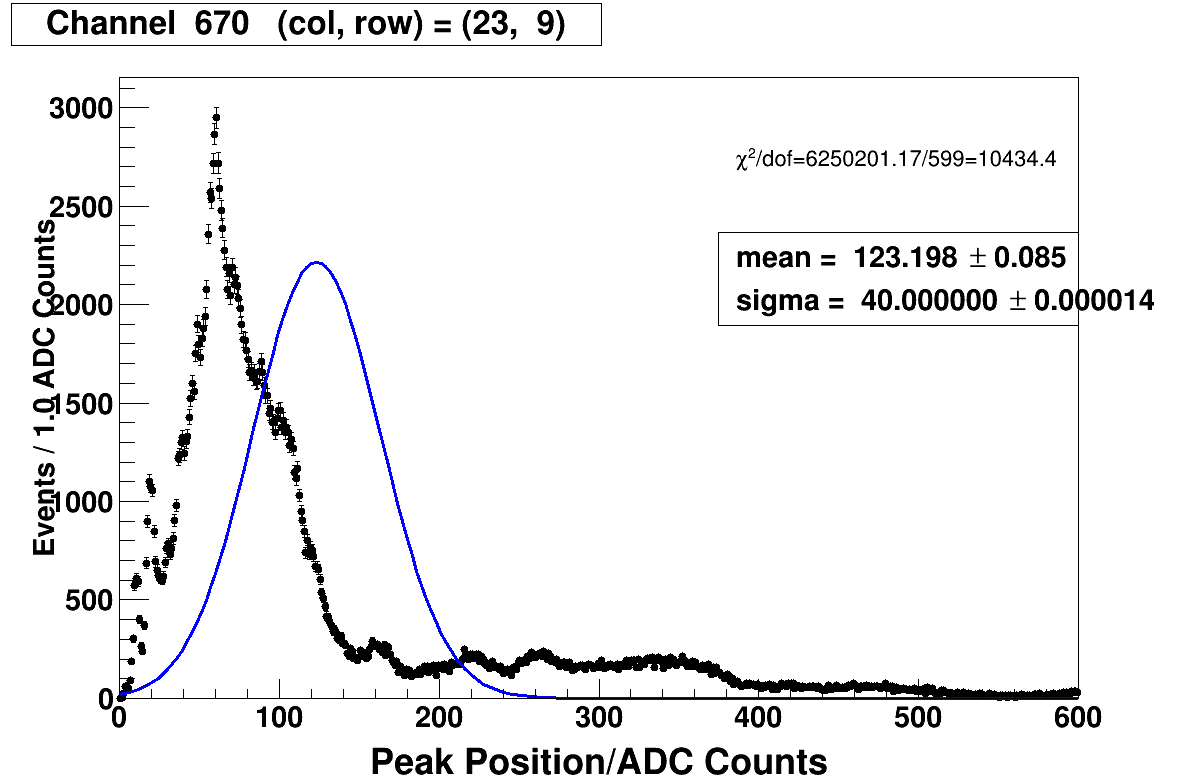 Channel 670 (col, row) = (23, 9)
χ²/dof=6250201.17/599=10434.4
mean = 123.198 ± 0.085
sigma = 40.000000 ± 0.000014
Events / 1.0 ADC Counts
3000
2500
2000
1500
1000
500
0
0 100 200 300 400 500 600
Peak Position/ADC Counts